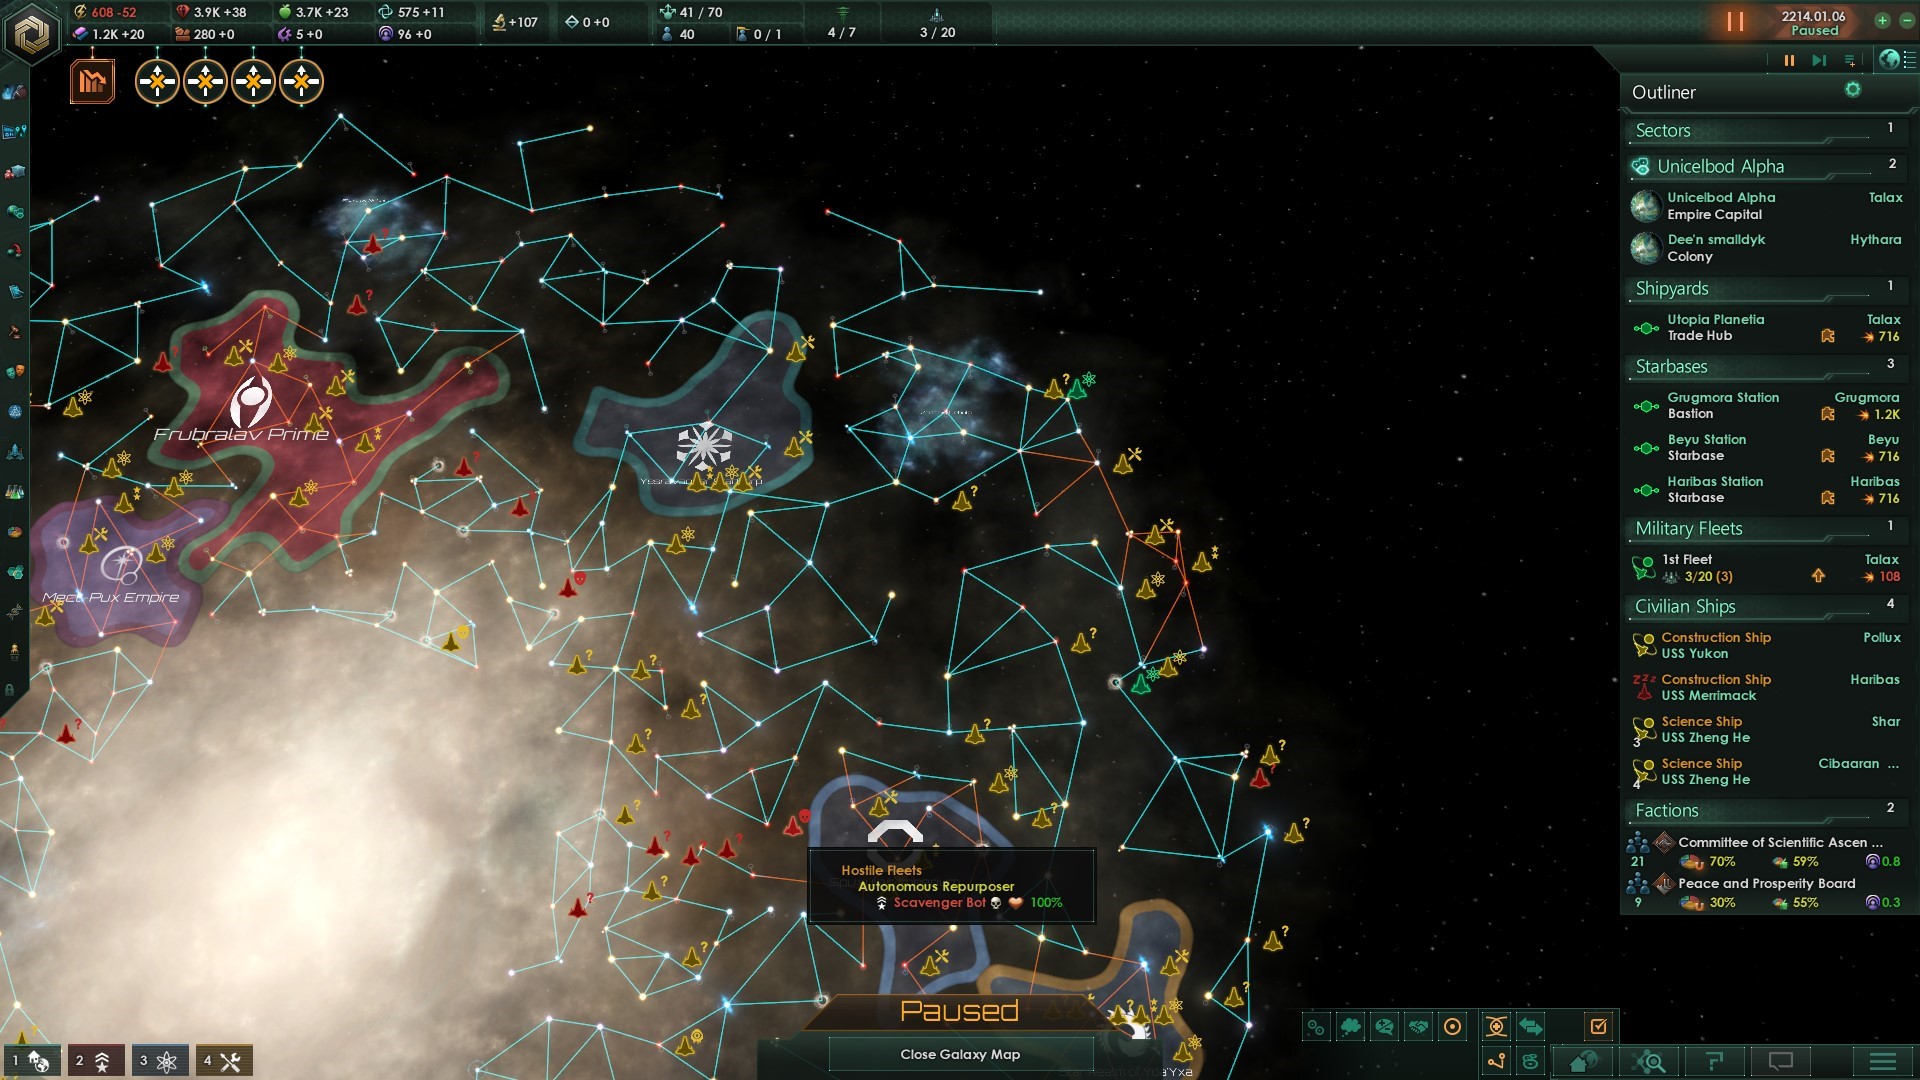 608 -52
3.9K +38
3.7K +23
575 +11
+107
0 +0
41 / 70
4 / 7
3 / 20
2214.01.06
Paused
1.2K +20
280 +0
5 +0
96 +0
40
0 / 1
Outliner
Sectors 1
Unicelbod Alpha 2
Unicelbod Alpha Talax
Empire Capital
Dee'n smalldyk Hythara
Colony
Shipyards 1
Utopia Planetia Talax
Trade Hub 716
Starbases 3
Grugmora Station Grugmora
Bastion 1.2K
Beyu Station Beyu
Starbase 716
Haribas Station Haribas
Starbase 716
Military Fleets 1
1st Fleet Talax
3/20 (3) 108
Civilian Ships 4
Construction Ship Pollux
USS Yukon
Construction Ship Haribas
USS Merrimack
Science Ship Shar
3 USS Zheng He
Science Ship Cibaaran ...
4 USS Zheng He
Factions 2
Committee of Scientific Ascen ...
21 70% 59% 0.8
Peace and Prosperity Board
9 30% 55% 0.3
Frubralav Prime
Mect-Pux Empire
Hostile Fleets
Autonomous Repurposer
Scavenger Bot 100%
Paused
Close Galaxy Map
1
2
3
4